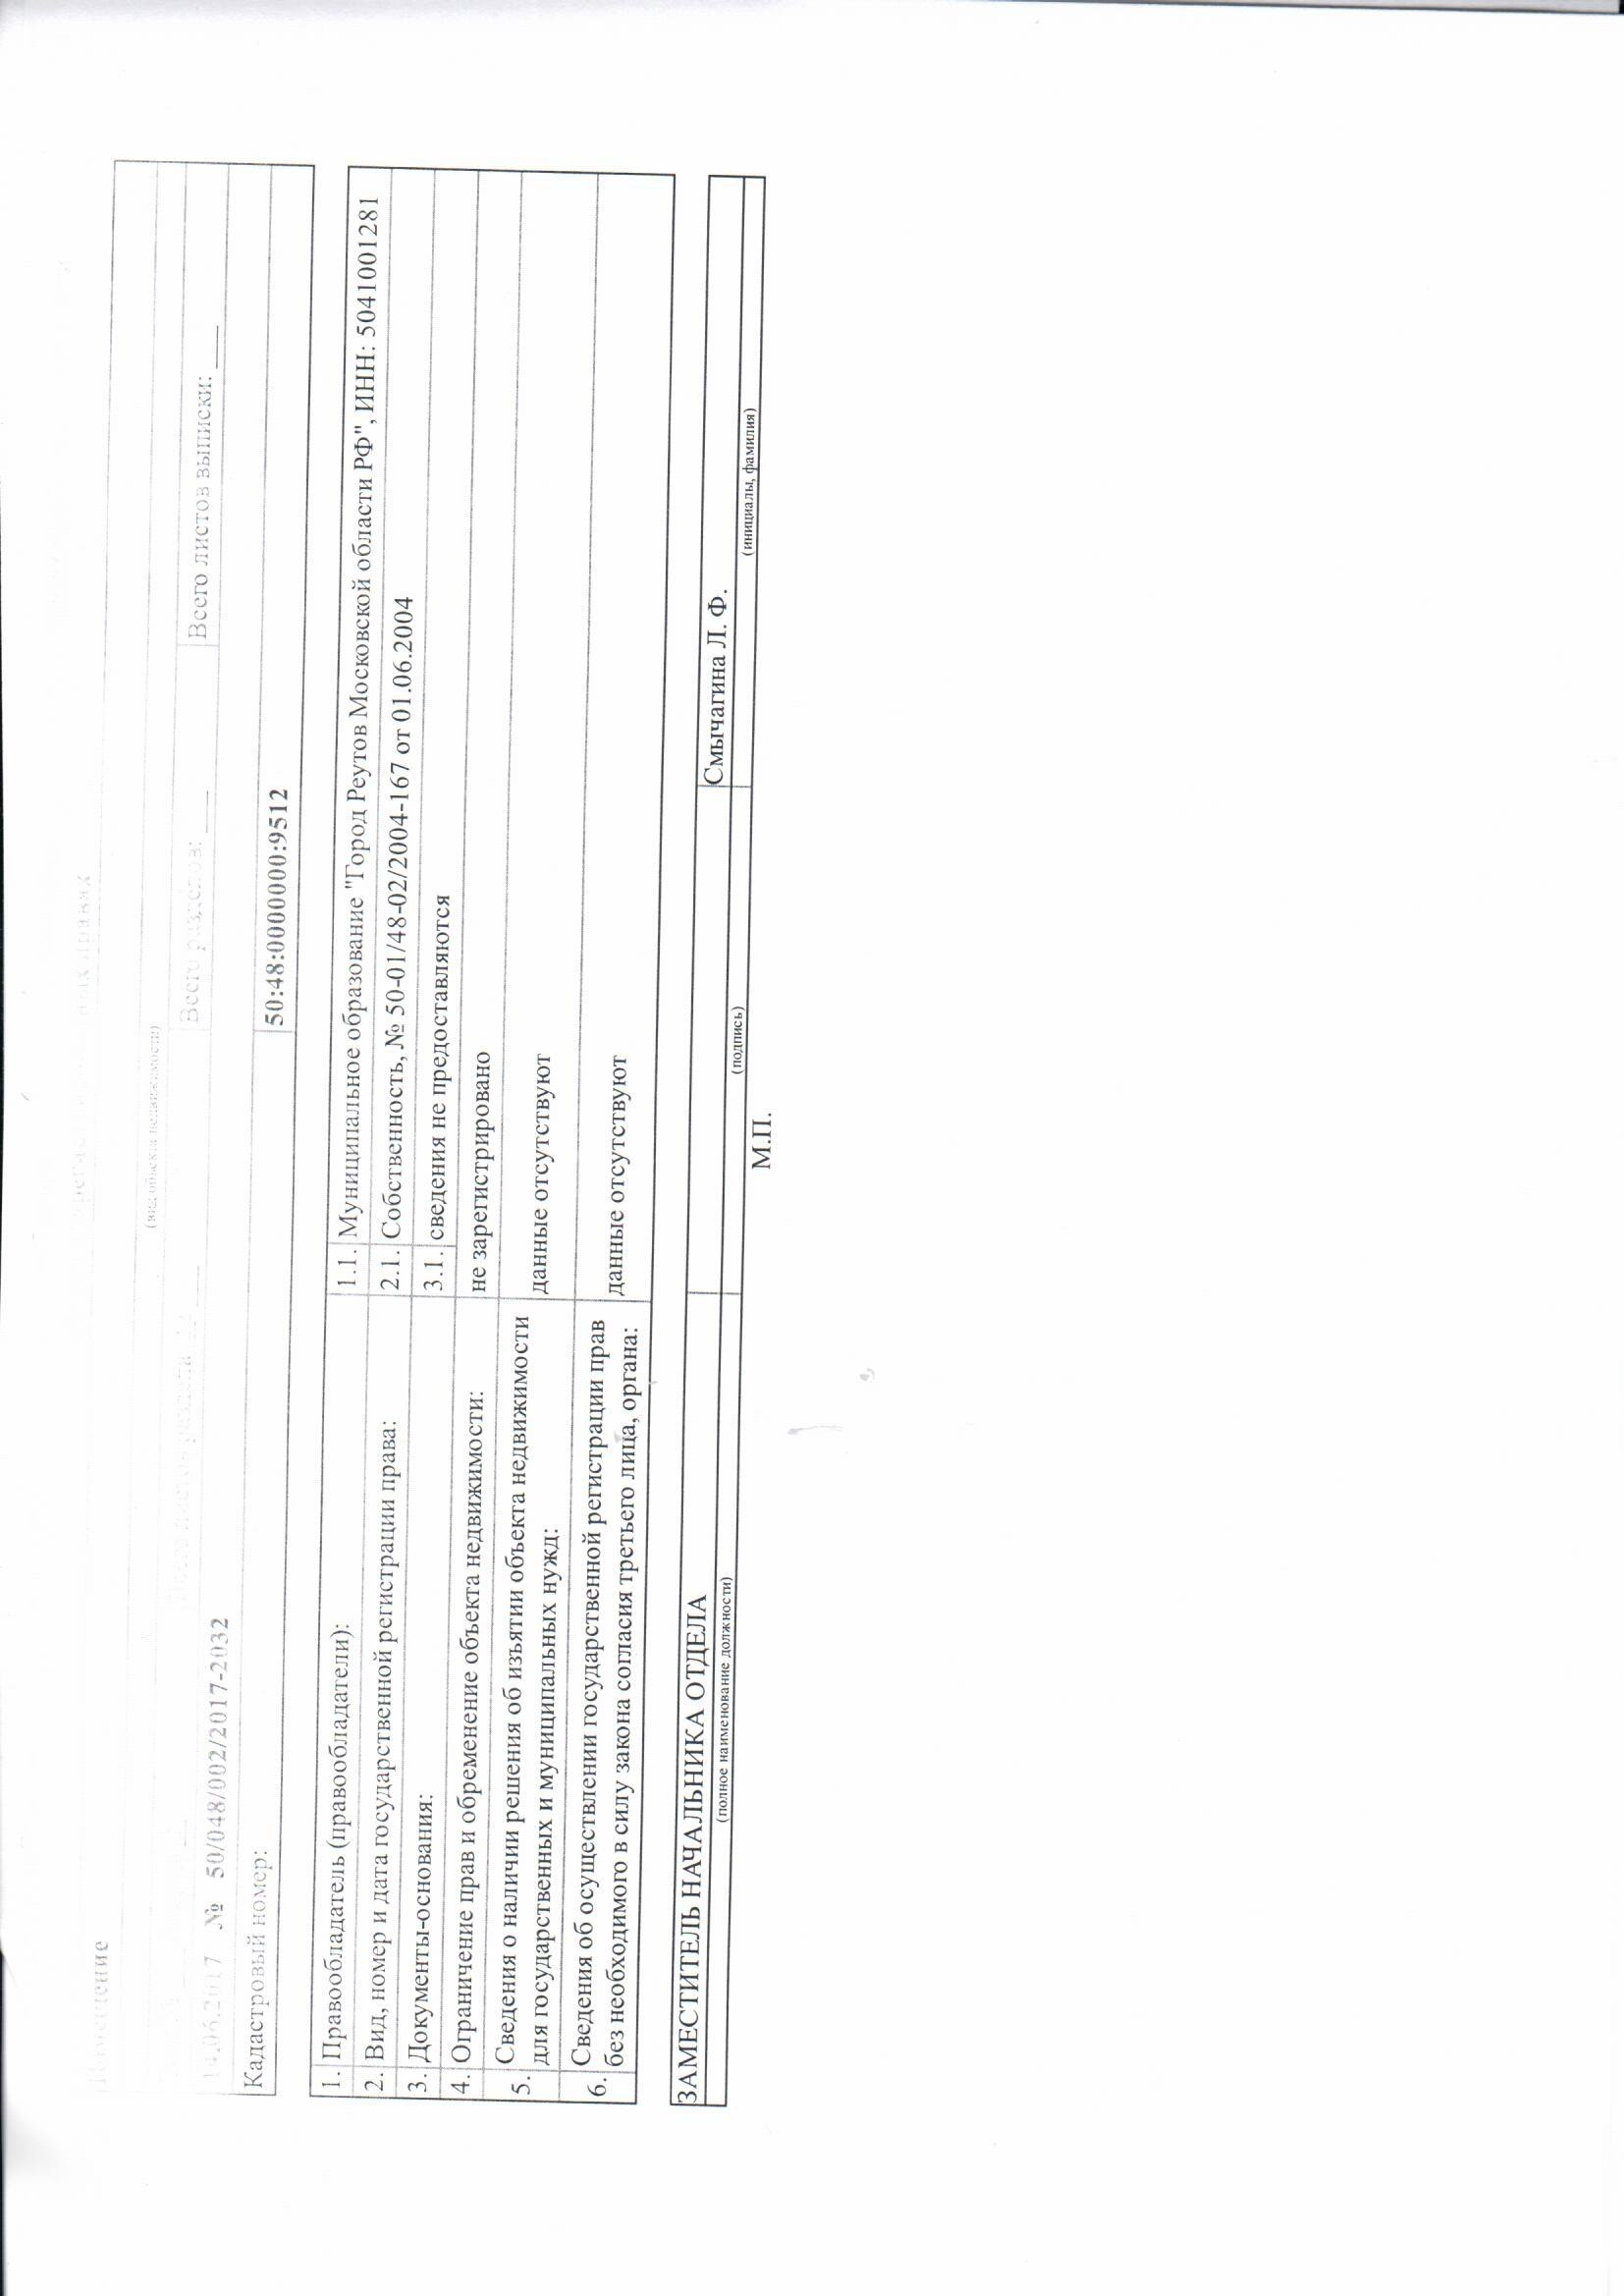 Помещение
(вид объекта недвижимости)
Всего разделов: ___ Всего листов выписки: ___
14.06.2017 № 50/048/002/2017-2032
Кадастровый номер: 50:48:0000000:9512
1. Правообладатель (правообладатели): 1.1. Муниципальное образование "Город Реутов Московской области РФ", ИНН: 5041001281
2. Вид, номер и дата государственной регистрации права: 2.1. Собственность, № 50-01/48-02/2004-167 от 01.06.2004
3. Документы-основания: 3.1. сведения не предоставляются
4. Ограничение прав и обременение объекта недвижимости: не зарегистрировано
5. Сведения о наличии решения об изъятии объекта недвижимости
для государственных и муниципальных нужд: данные отсутствуют
6. Сведения об осуществлении государственной регистрации прав
без необходимого в силу закона согласия третьего лица, органа: данные отсутствуют
ЗАМЕСТИТЕЛЬ НАЧАЛЬНИКА ОТДЕЛА Смычагина Л. Ф.
(полное наименование должности) (подпись) (инициалы, фамилия)
М.П.